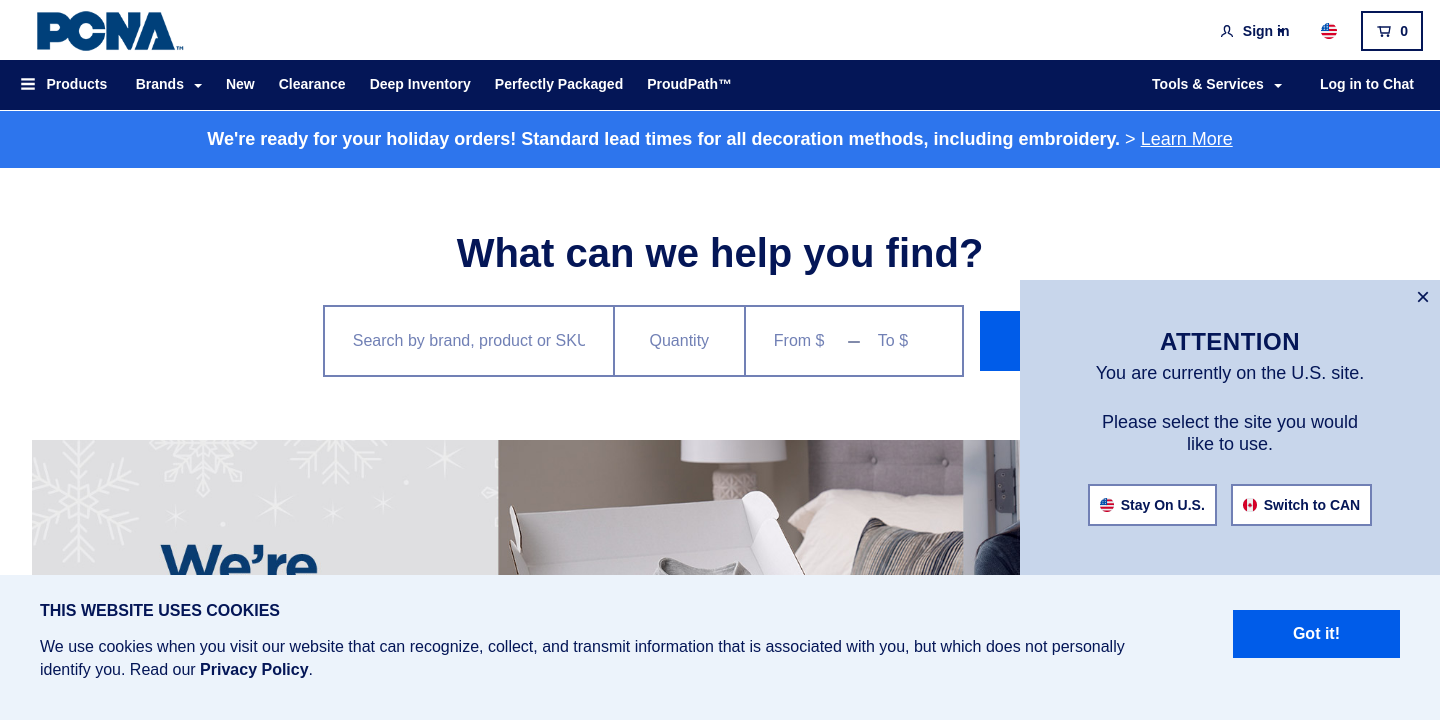 PCNA™
Sign in
0
Products
Brands
New
Clearance
Deep Inventory
Perfectly Packaged
ProudPath™
Tools & Services
Log in to Chat
We're ready for your holiday orders! Standard lead times for all decoration methods, including embroidery. > Learn More
What can we help you find?
Search by brand, product or SKU
Quantity
From $ – To $
×
ATTENTION
You are currently on the U.S. site.
Please select the site you would
like to use.
Stay On U.S.
Switch to CAN
We’re
THIS WEBSITE USES COOKIES
We use cookies when you visit our website that can recognize, collect, and transmit information that is associated with you, but which does not personally
identify you. Read our Privacy Policy.
Got it!